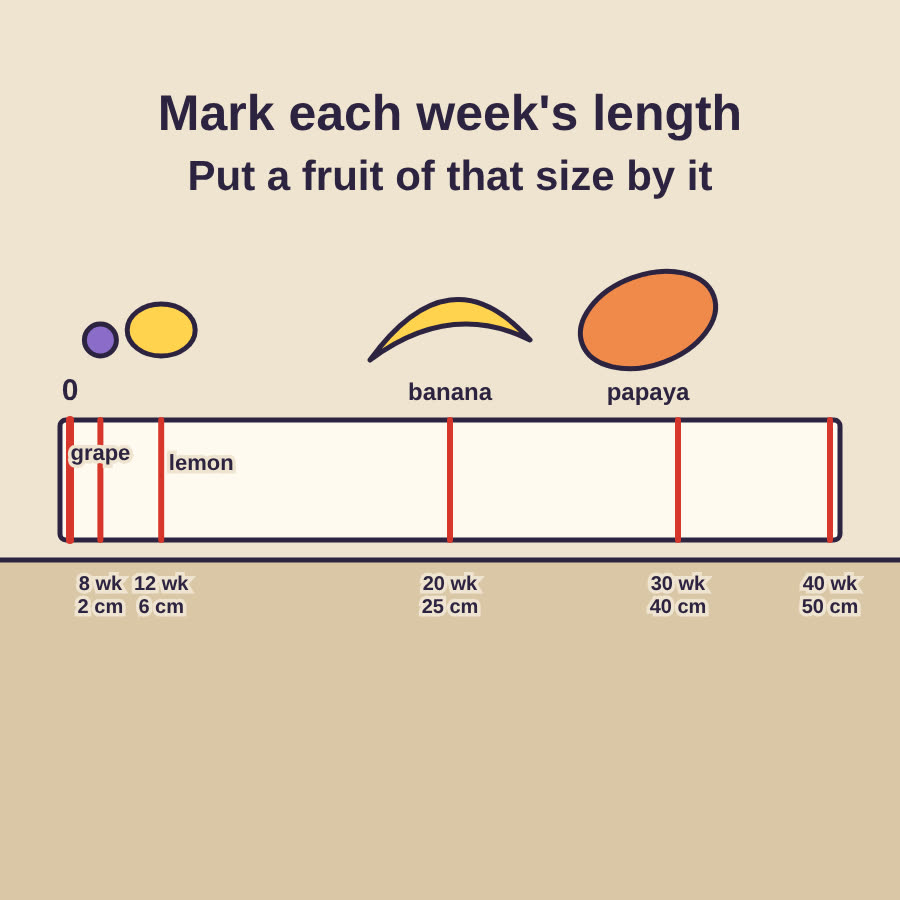 Mark each week's length
Put a fruit of that size by it
0
banana
papaya
grape
lemon
8 wk
2 cm
12 wk
6 cm
20 wk
25 cm
30 wk
40 cm
40 wk
50 cm